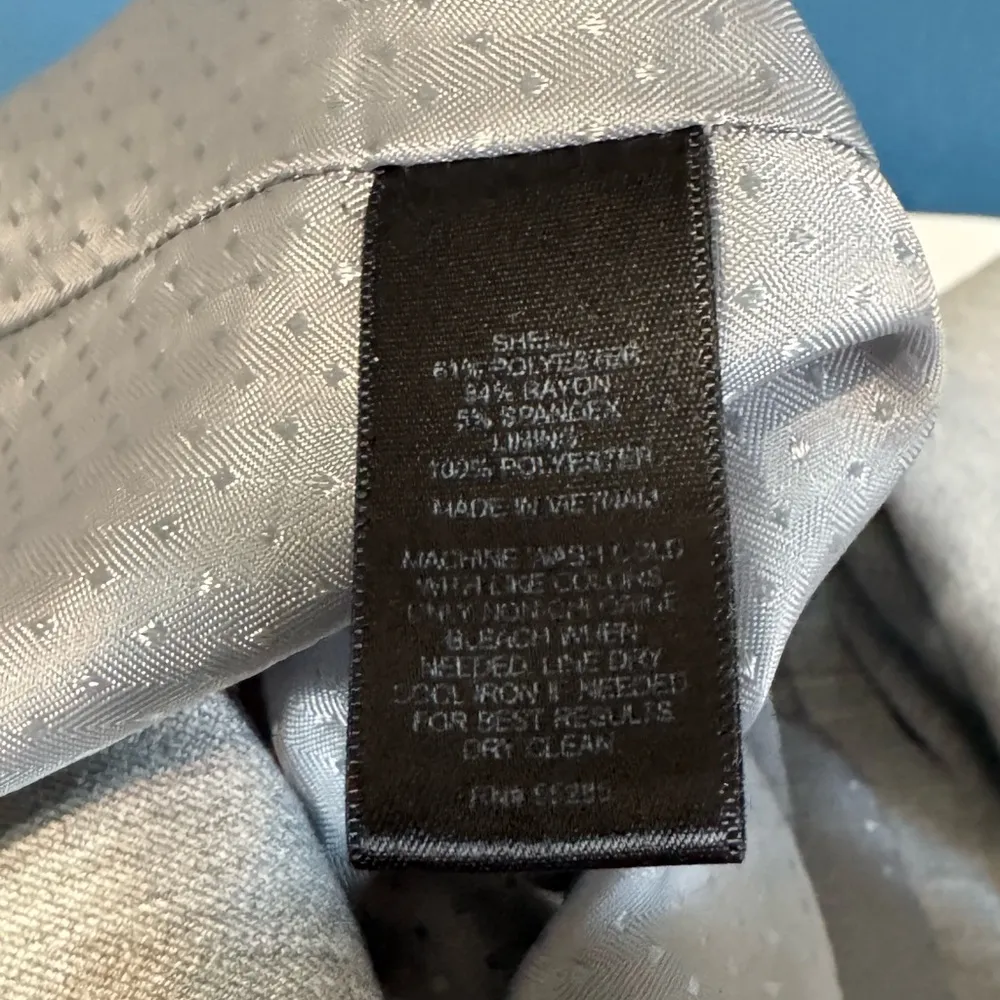 SHELL
61% POLYESTER
34% RAYON
5% SPANDEX
LINING
100% POLYESTER
MADE IN VIETNAM
MACHINE WASH COLD
WITH LIKE COLORS
ONLY NON-CHLORINE
BLEACH WHEN
NEEDED. LINE DRY
COOL IRON IF NEEDED
FOR BEST RESULTS
DRY CLEAN
RN#